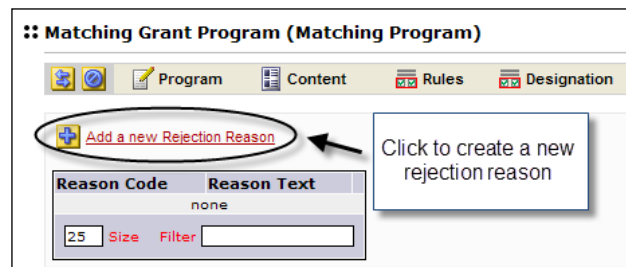 Matching Grant Program (Matching Program)
Program Content Rules Designation
Add a new Rejection Reason
Click to create a new
rejection reason
Reason Code Reason Text
none
25 Size Filter